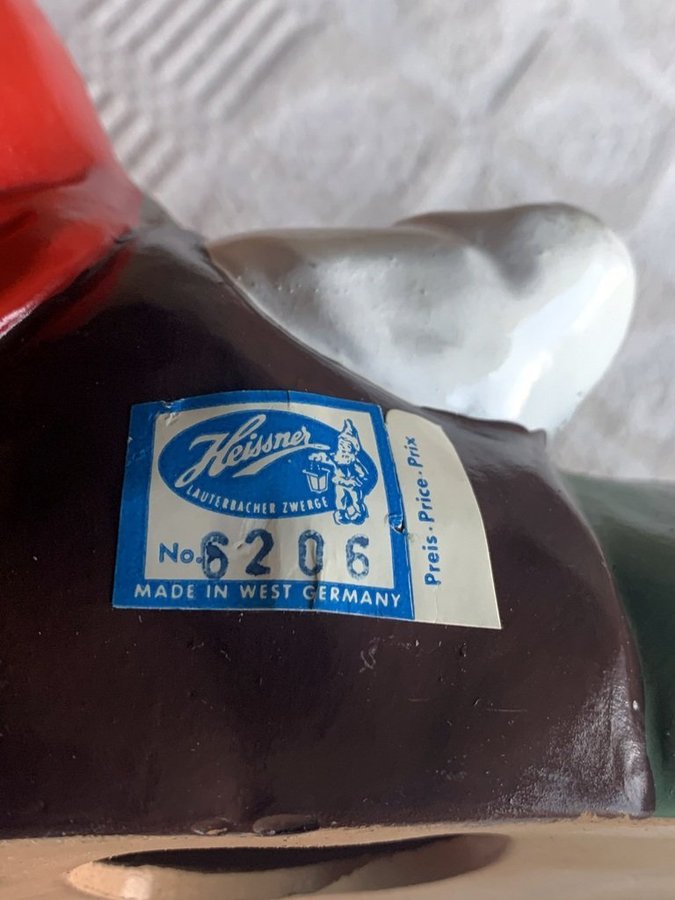 Heissner
LAUTERBACHER ZWERGE
No. 6206
MADE IN WEST GERMANY
Preis · Price · Prix